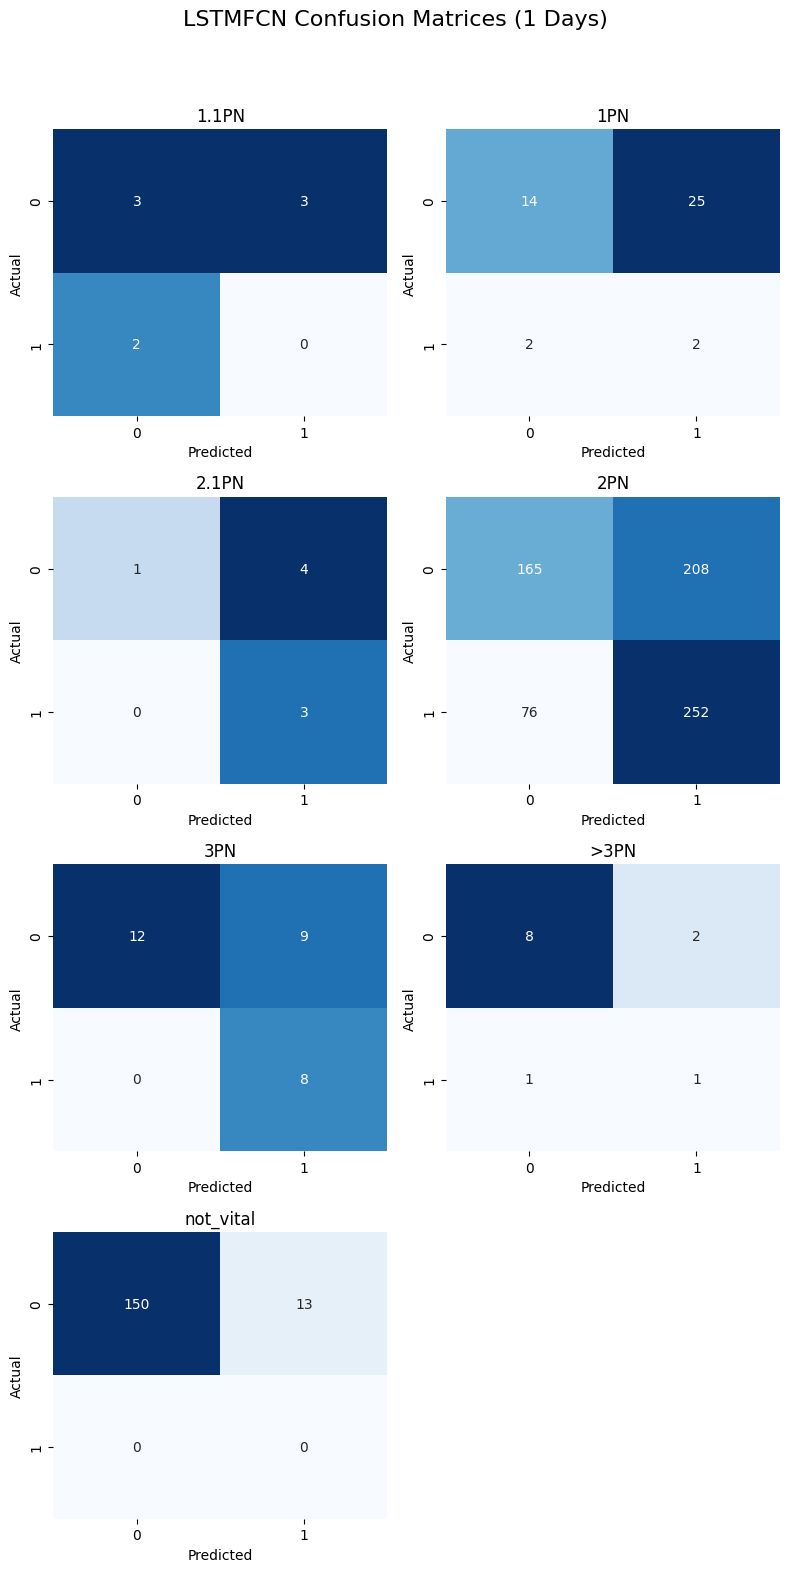 LSTMFCN Confusion Matrices (1 Days)
1.1PN
0
3
3
Actual
1
2
0
0
1
Predicted
1PN
0
14
25
Actual
1
2
2
0
1
Predicted
2.1PN
0
1
4
Actual
1
0
3
0
1
Predicted
2PN
0
165
208
Actual
1
76
252
0
1
Predicted
3PN
0
12
9
Actual
1
0
8
0
1
Predicted
>3PN
0
8
2
Actual
1
1
1
0
1
Predicted
not_vital
0
150
13
Actual
1
0
0
0
1
Predicted